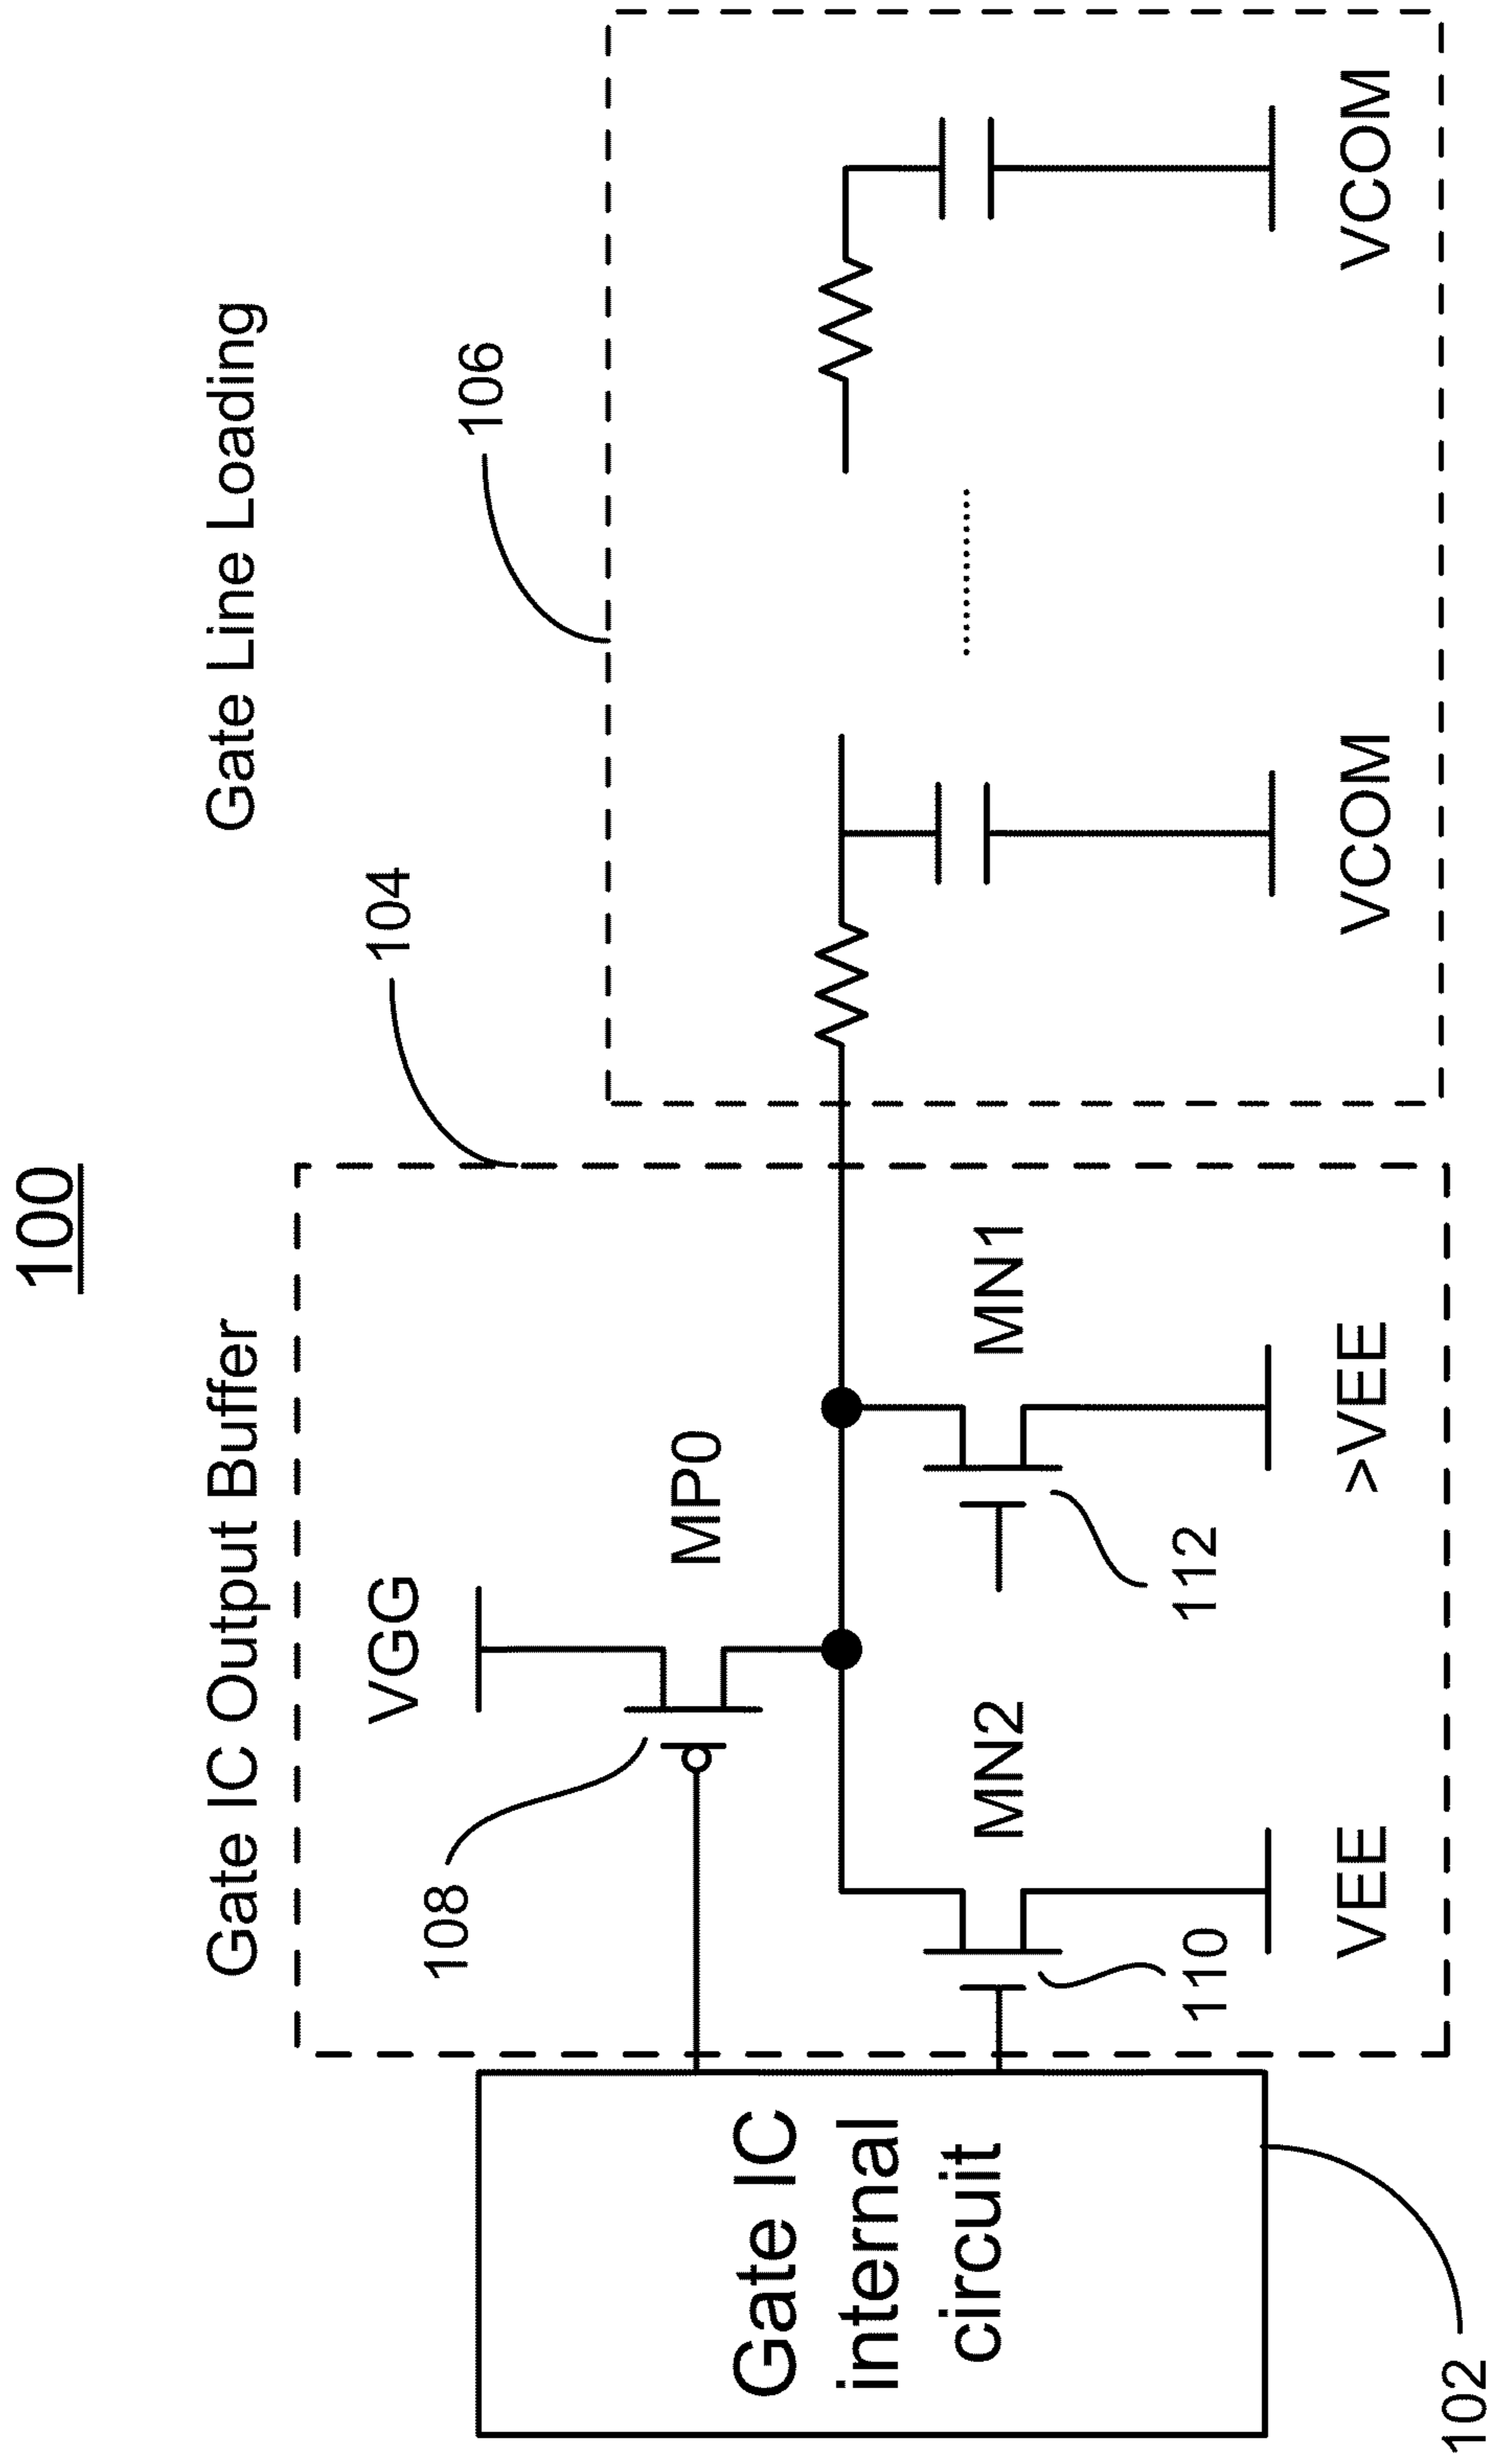 100
Gate IC Output Buffer
Gate Line Loading
104
106
VGG
108
MP0
Gate IC
internal
circuit
MN2
MN1
110
112
VEE
>VEE
VCOM
VCOM
102